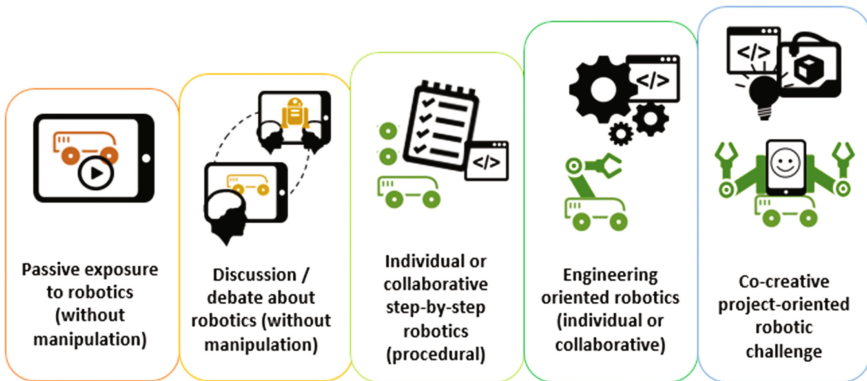 </>
</>
</>
Passive exposure
to robotics
(without
manipulation)
Discussion /
debate about
robotics (without
manipulation)
Individual or
collaborative
step-by-step
robotics
(procedural)
Engineering
oriented robotics
(individual or
collaborative)
Co-creative
project-oriented
robotic
challenge